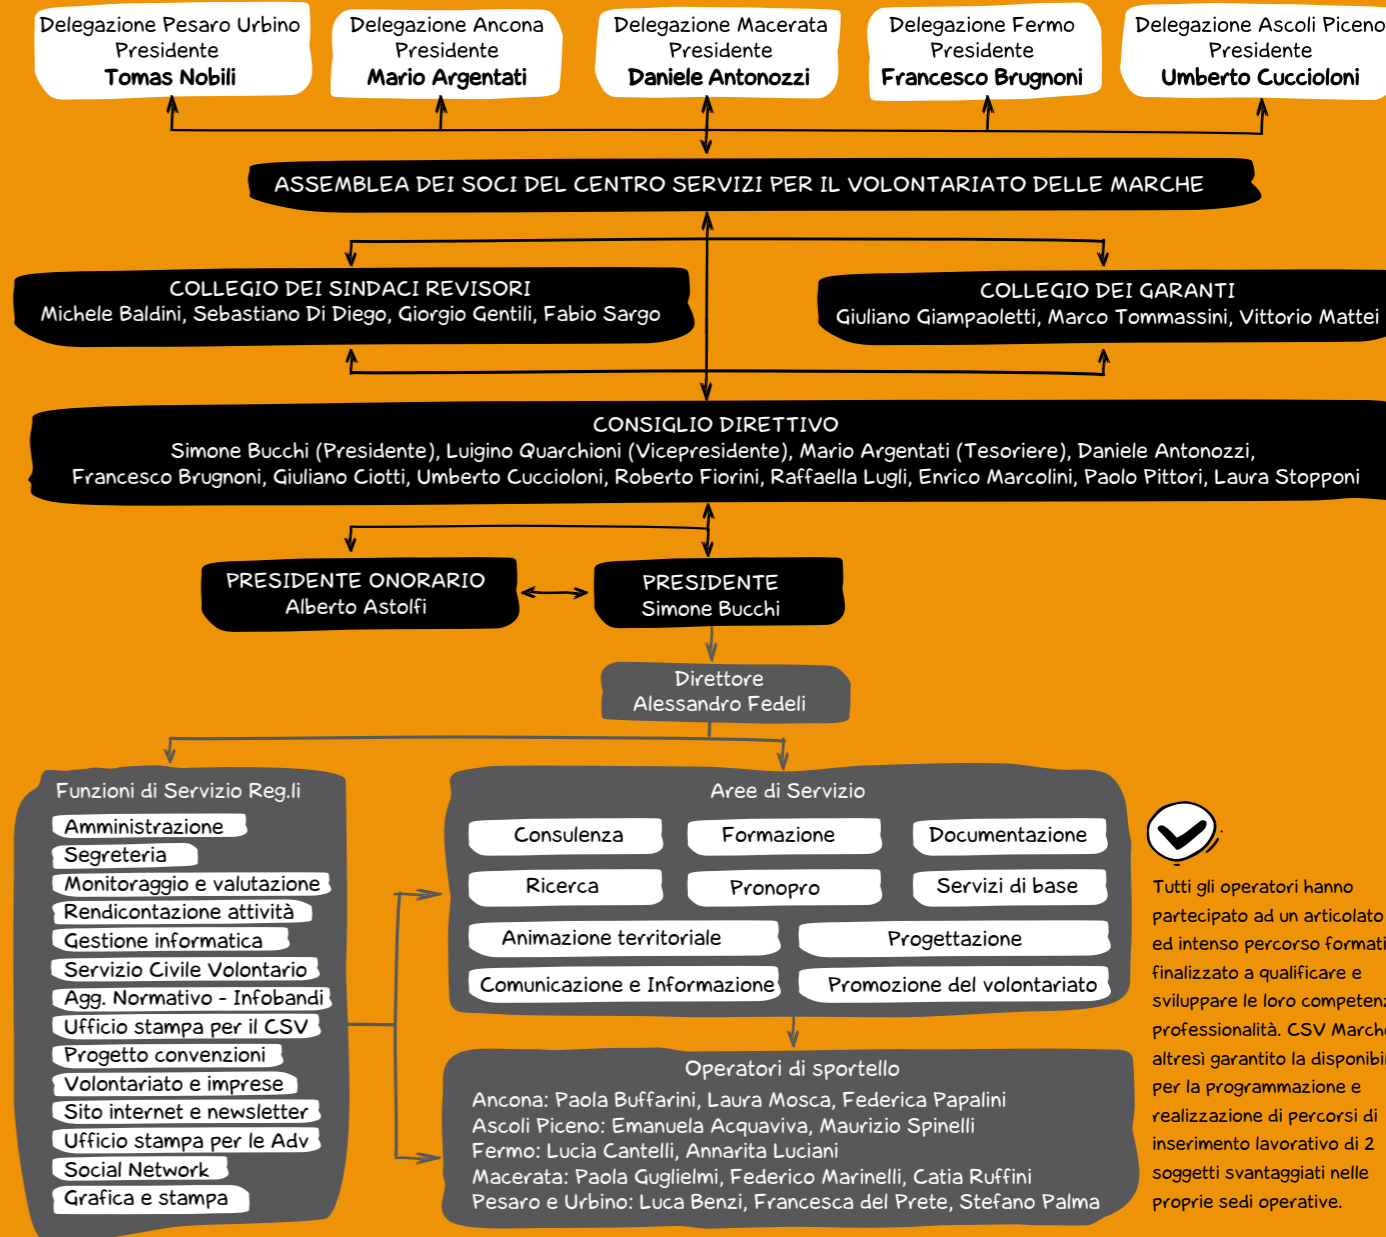 Delegazione Pesaro Urbino
Presidente
Tomas Nobili
Delegazione Ancona
Presidente
Mario Argentati
Delegazione Macerata
Presidente
Daniele Antonozzi
Delegazione Fermo
Presidente
Francesco Brugnoni
Delegazione Ascoli Piceno
Presidente
Umberto Cuccioloni
ASSEMBLEA DEI SOCI DEL CENTRO SERVIZI PER IL VOLONTARIATO DELLE MARCHE
COLLEGIO DEI SINDACI REVISORI
Michele Baldini, Sebastiano Di Diego, Giorgio Gentili, Fabio Sargo
COLLEGIO DEI GARANTI
Giuliano Giampaoletti, Marco Tommassini, Vittorio Mattei
CONSIGLIO DIRETTIVO
Simone Bucchi (Presidente), Luigino Quarchioni (Vicepresidente), Mario Argentati (Tesoriere), Daniele Antonozzi,
Francesco Brugnoni, Giuliano Ciotti, Umberto Cuccioloni, Roberto Fiorini, Raffaella Lugli, Enrico Marcolini, Paolo Pittori, Laura Stopponi
PRESIDENTE ONORARIO
Alberto Astolfi
PRESIDENTE
Simone Bucchi
Direttore
Alessandro Fedeli
Funzioni di Servizio Reg.li
Amministrazione
Segreteria
Monitoraggio e valutazione
Rendicontazione attività
Gestione informatica
Servizio Civile Volontario
Agg. Normativo - Infobandi
Ufficio stampa per il CSV
Progetto convenzioni
Volontariato e imprese
Sito internet e newsletter
Ufficio stampa per le Adv
Social Network
Grafica e stampa
Aree di Servizio
Consulenza
Formazione
Documentazione
Ricerca
Pronopro
Servizi di base
Animazione territoriale
Progettazione
Comunicazione e Informazione
Promozione del volontariato
Operatori di sportello
Ancona: Paola Buffarini, Laura Mosca, Federica Papalini
Ascoli Piceno: Emanuela Acquaviva, Maurizio Spinelli
Fermo: Lucia Cantelli, Annarita Luciani
Macerata: Paola Guglielmi, Federico Marinelli, Catia Ruffini
Pesaro e Urbino: Luca Benzi, Francesca del Prete, Stefano Palma
Tutti gli operatori hanno
partecipato ad un articolato
ed intenso percorso formati
finalizzato a qualificare e
sviluppare le loro competenz
professionalità. CSV March
altresì garantito la disponibil
per la programmazione e
realizzazione di percorsi di
inserimento lavorativo di 2
soggetti svantaggiati nelle
proprie sedi operative.